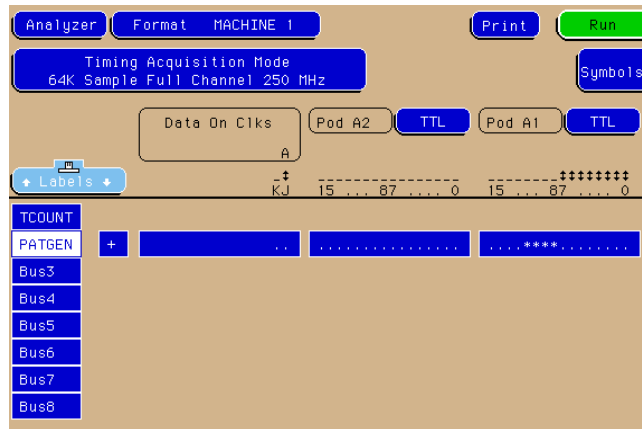 Analyzer Format MACHINE 1 Print Run
Timing Acquisition Mode
64K Sample Full Channel 250 MHz
Symbols
Data On Clks Pod A2 TTL Pod A1 TTL
A
Labels
KJ 15 ... 87 .... 0 15 ... 87 .... 0
TCOUNT
PATGEN + .. ................ ....****........
Bus3
Bus4
Bus5
Bus6
Bus7
Bus8